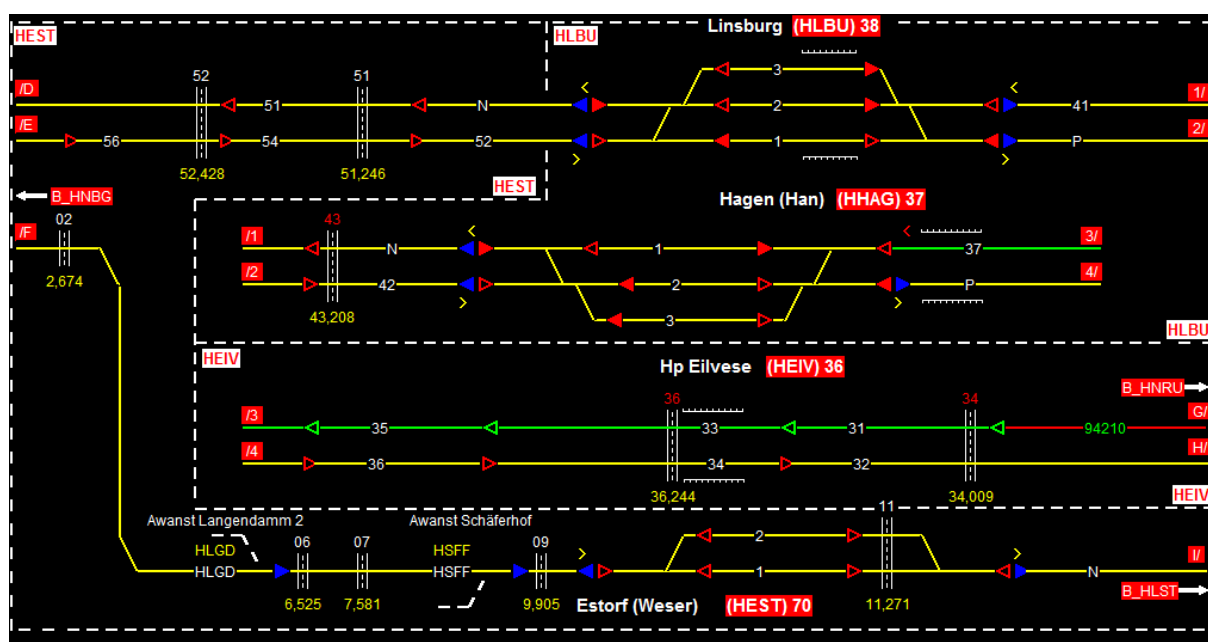 HEST
HLBU
Linsburg (HLBU) 38
52
51
3
/D
51
N
2
41
1/
/E
56
54
52
1
P
2/
52,428
51,246
HEST
B_HNBG
Hagen (Han) (HHAG) 37
02
43
/F
/1
N
1
37
3/
2,674
/2
42
2
P
4/
43,208
3
HLBU
HEIV
Hp Eilvese (HEIV) 36
B_HNRU
36
34
/3
35
33
31
94210
G/
/4
36
34
32
H/
36,244
34,009
HEIV
11
Awanst Langendamm 2
Awanst Schäferhof
06
07
09
2
HLGD
HSFF
HLGD
HSFF
1
N
I/
6,525
7,581
9,905
Estorf (Weser) (HEST) 70
11,271
B_HLST